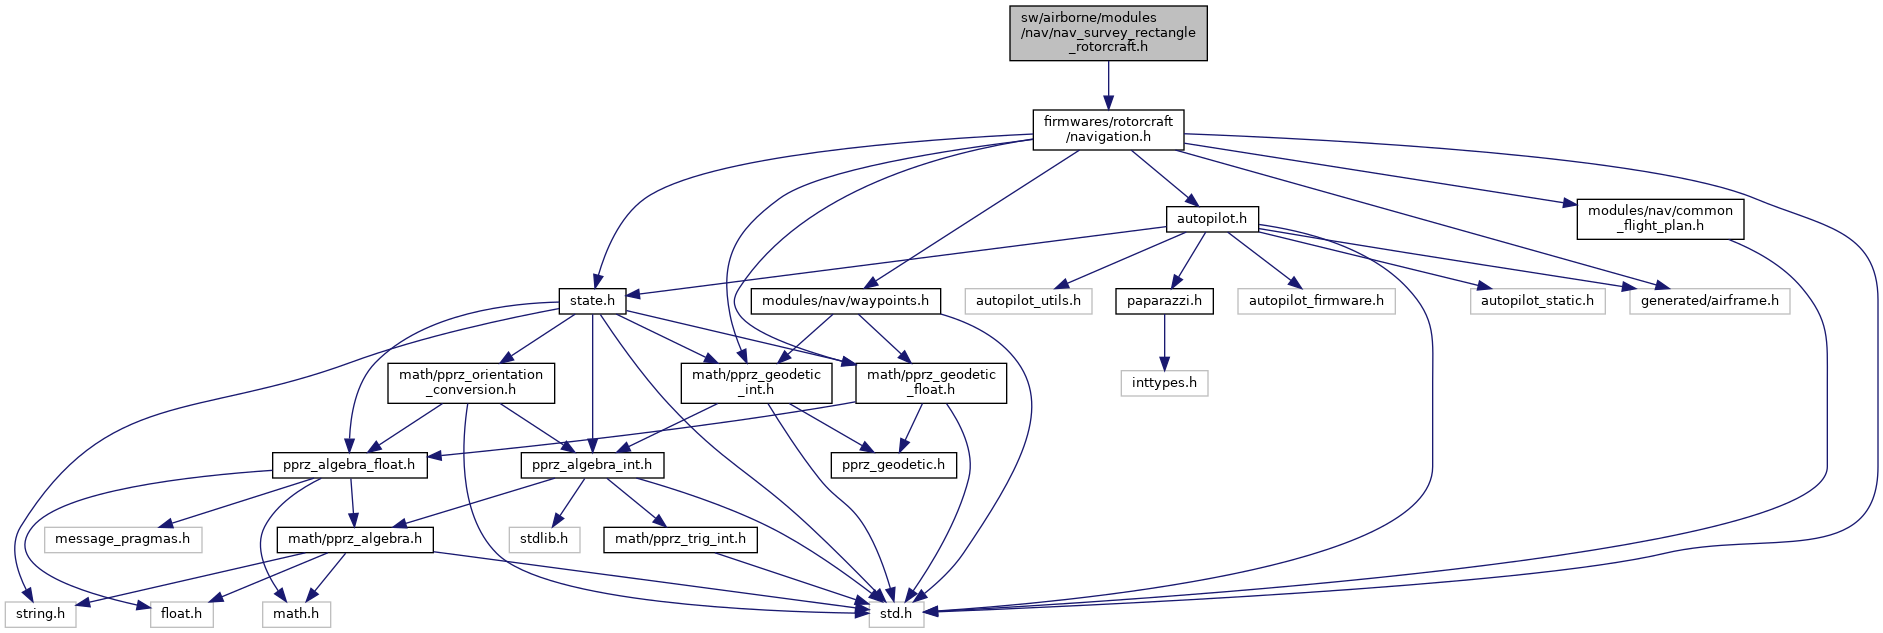 sw/airborne/modules
/nav/nav_survey_rectangle
_rotorcraft.h
firmwares/rotorcraft
/navigation.h
autopilot.h
modules/nav/common
_flight_plan.h
state.h
modules/nav/waypoints.h
autopilot_utils.h
paparazzi.h
autopilot_firmware.h
autopilot_static.h
generated/airframe.h
math/pprz_orientation
_conversion.h
math/pprz_geodetic
_int.h
math/pprz_geodetic
_float.h
inttypes.h
pprz_algebra_float.h
pprz_algebra_int.h
pprz_geodetic.h
message_pragmas.h
math/pprz_algebra.h
stdlib.h
math/pprz_trig_int.h
string.h
float.h
math.h
std.h